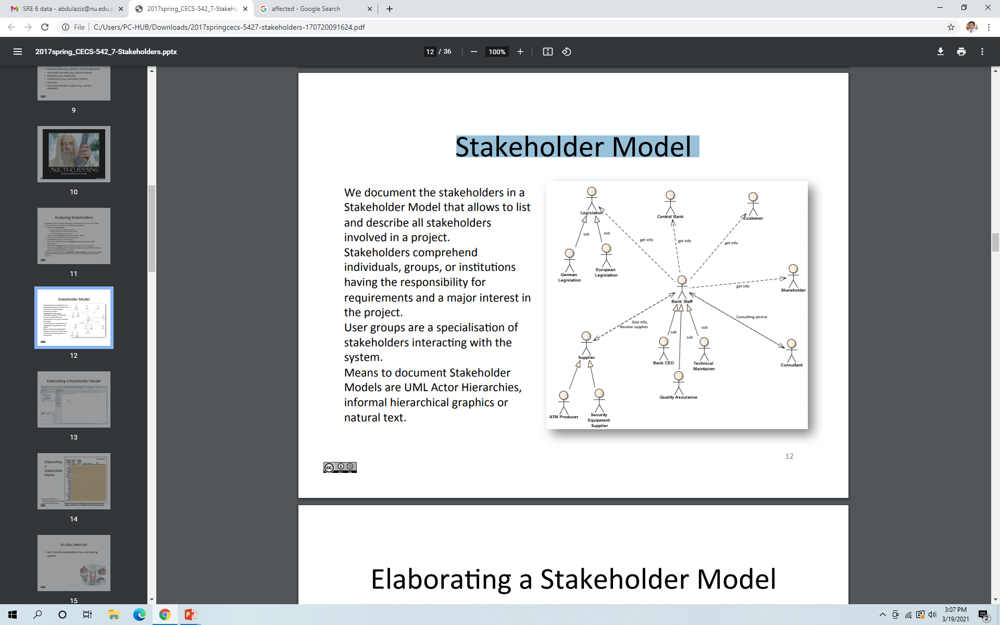 SRE 6 data - abdulaziz@nu.edu.p
2017spring_CECS-542_7-Stakeho
affected - Google Search
File
C:/Users/PC-HUB/Downloads/2017springcecs-5427-stakeholders-170720091624.pdf
2017spring_CECS-542_7-Stakeholders.pptx
12 / 36
100%
9
MULTI-CLASSING
10
Analysing Stakeholders
11
Stakeholder Model
12
Elaborating a Stakeholder Model
13
Elaborating
a
Stakeholder
Matrix
14
In-class exercise
• Let's find 25 stakeholders for a car sharing
system.
15
Stakeholder Model
We document the stakeholders in a
Stakeholder Model that allows to list
and describe all stakeholders
involved in a project.
Stakeholders comprehend
individuals, groups, or institutions
having the responsibility for
requirements and a major interest in
the project.
User groups are a specialisation of
stakeholders interacting with the
system.
Means to document Stakeholder
Models are UML Actor Hierarchies,
informal hierarchical graphics or
natural text.
Legislation
Central Bank
Customer
sub
sub
get info
get info
get info
German
Legislation
European
Legislation
get info
Shareholder
Bank Staff
Give info,
Receive supplies
Consulting service
sub
sub
sub
Supplier
Bank CEO
Technical
Maintainer
Consultant
Quality Assurance
ATM Producer
Security
Equipment
Supplier
12
cc
BY SA
Elaborating a Stakeholder Model
3:07 PM
3/19/2021
2